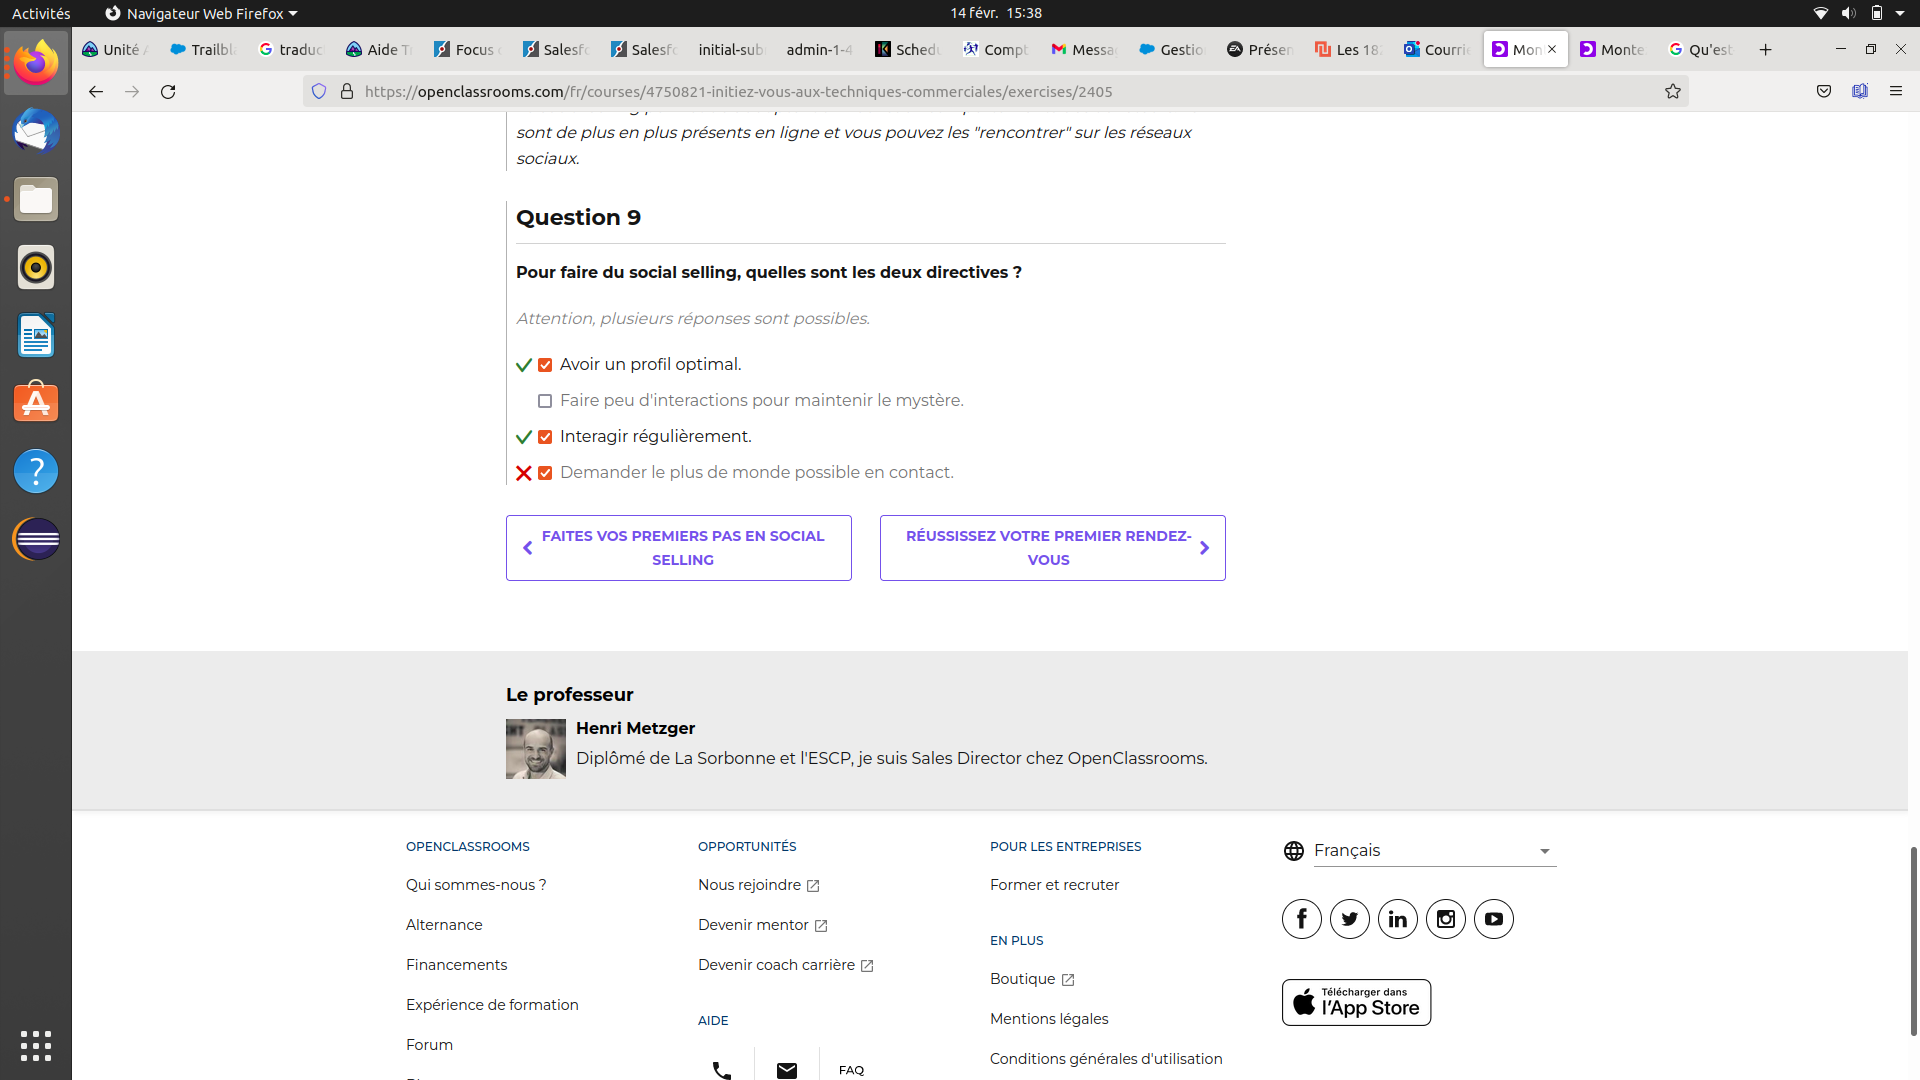 Activités
Navigateur Web Firefox
14 févr. 15:38
Unité
Trailbl
traduc
Aide Tr
Focus
Salesfo
Salesfo
initial-sub
admin-1-4
Sched
Compt
Messa
Gestio
Présen
Les 18
Courrie
Mon
Monte
Qu'est
https://openclassrooms.com/fr/courses/4750821-initiez-vous-aux-techniques-commerciales/exercises/2405
sont de plus en plus présents en ligne et vous pouvez les "rencontrer" sur les réseaux
sociaux.
Question 9
Pour faire du social selling, quelles sont les deux directives ?
Attention, plusieurs réponses sont possibles.
Avoir un profil optimal.
Faire peu d'interactions pour maintenir le mystère.
Interagir régulièrement.
Demander le plus de monde possible en contact.
FAITES VOS PREMIERS PAS EN SOCIAL
SELLING
RÉUSSISSEZ VOTRE PREMIER RENDEZ-
VOUS
Le professeur
Henri Metzger
Diplômé de La Sorbonne et l'ESCP, je suis Sales Director chez OpenClassrooms.
OPENCLASSROOMS
Qui sommes-nous ?
Alternance
Financements
Expérience de formation
Forum
OPPORTUNITÉS
Nous rejoindre
Devenir mentor
Devenir coach carrière
AIDE
FAQ
POUR LES ENTREPRISES
Former et recruter
EN PLUS
Boutique
Mentions légales
Conditions générales d'utilisation
Français
Télécharger dans
l'App Store